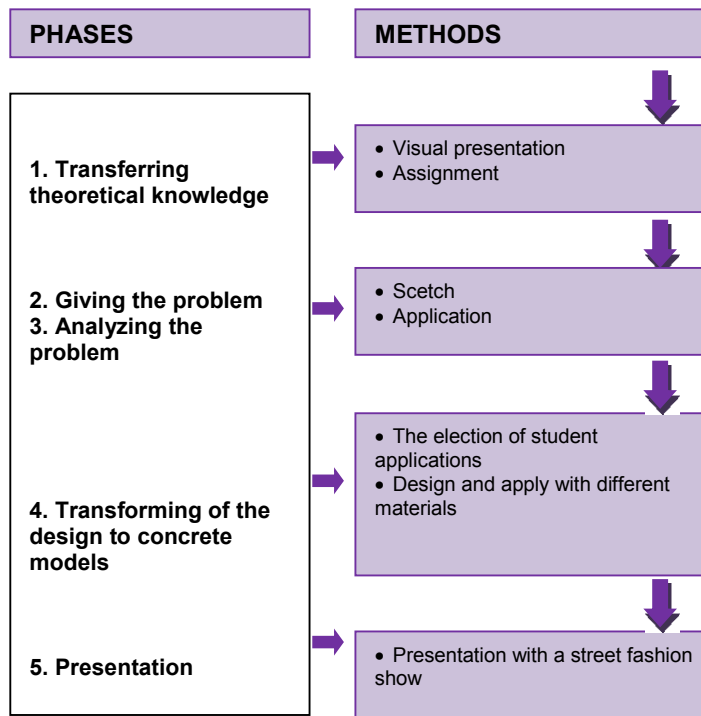 PHASES
METHODS
1. Transferring
theoretical knowledge
• Visual presentation
• Assignment
2. Giving the problem
3. Analyzing the
problem
• Scetch
• Application
4. Transforming of the
design to concrete
models
• The election of student
applications
• Design and apply with different
materials
5. Presentation
• Presentation with a street fashion
show